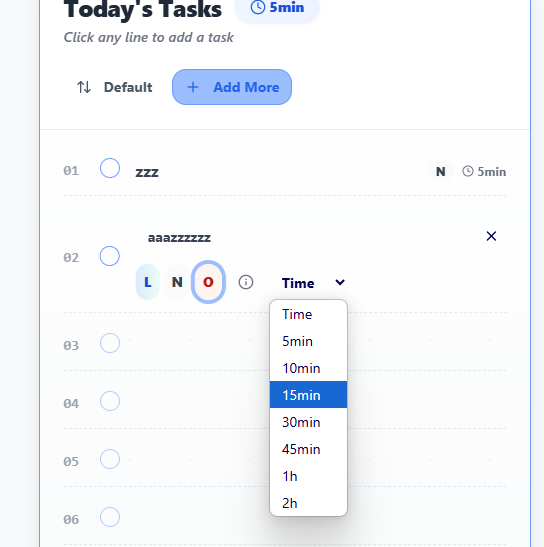 Today's Tasks 5min
Click any line to add a task
Default + Add More
01 zzz N 5min
aaazzzzzz
02
L N O Time
Time
5min
10min
15min
30min
45min
1h
2h
03
04
05
06